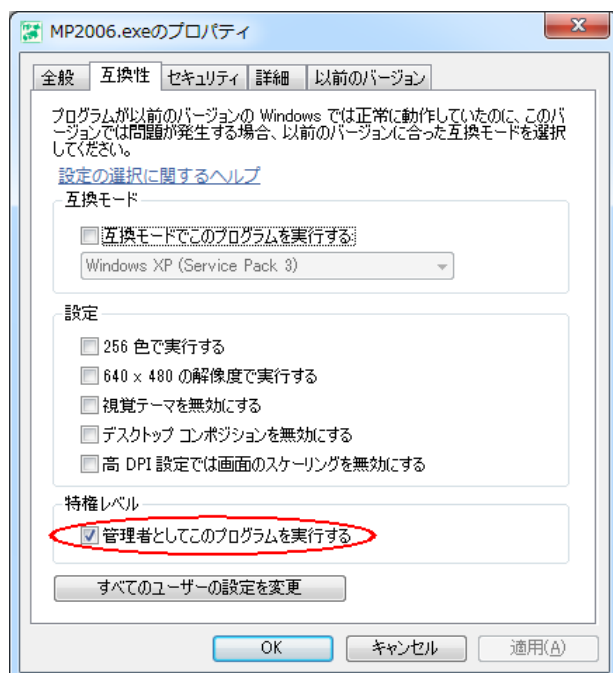 MP2006.exeのプロパティ
全般 互換性 セキュリティ 詳細 以前のバージョン
プログラムが以前のバージョンの Windows では正常に動作していたのに、このバ
ージョンでは問題が発生する場合、以前のバージョンに合った互換モードを選択
してください。
設定の選択に関するヘルプ
互換モード
互換モードでこのプログラムを実行する:
Windows XP (Service Pack 3)
設定
256 色で実行する
640 x 480 の解像度で実行する
視覚テーマを無効にする
デスクトップ コンポジションを無効にする
高 DPI 設定では画面のスケーリングを無効にする
特権レベル
管理者としてこのプログラムを実行する
すべてのユーザーの設定を変更
OK キャンセル 適用(A)